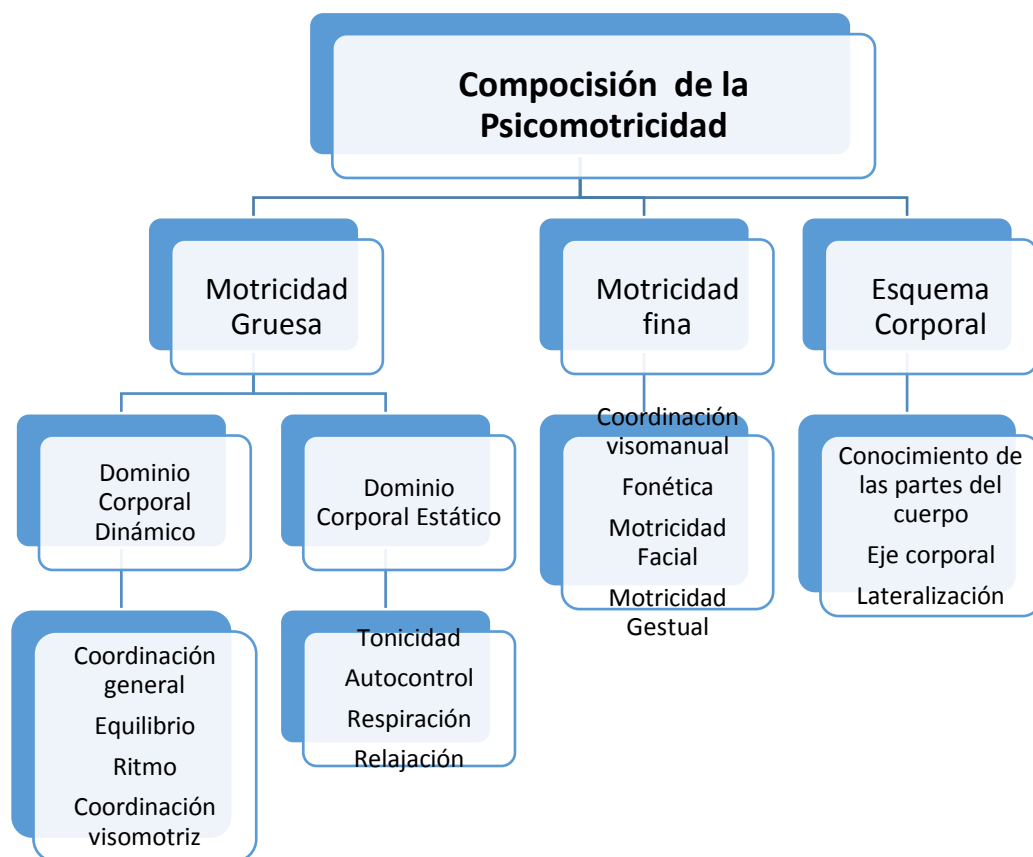 Compocisión de la
Psicomotricidad
Motricidad
Gruesa
Motricidad
fina
Esquema
Corporal
Dominio
Corporal
Dinámico
Dominio
Corporal Estático
Coordinación
visomanual
Fonética
Motricidad
Facial
Motricidad
Gestual
Conocimiento de
las partes del
cuerpo
Eje corporal
Lateralización
Coordinación
general
Equilibrio
Ritmo
Coordinación
visomotriz
Tonicidad
Autocontrol
Respiración
Relajación